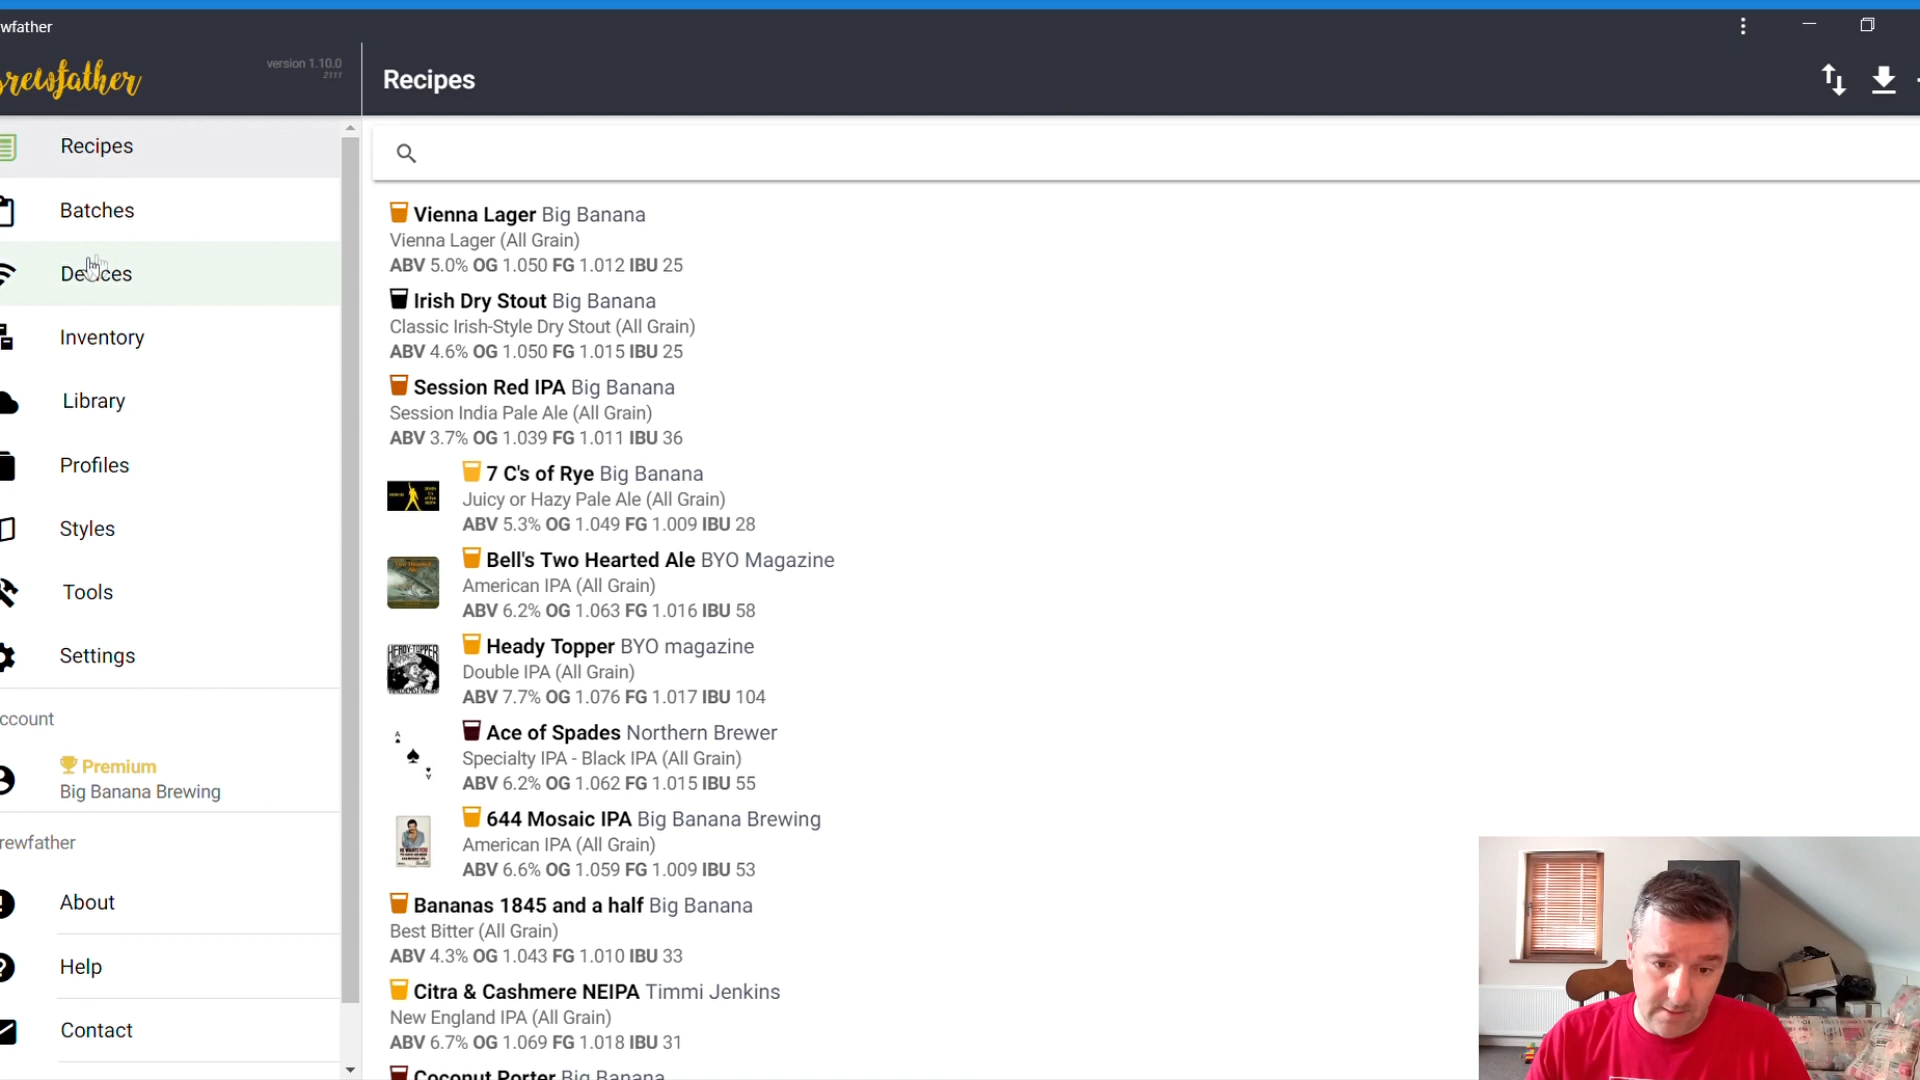 wfather
rewfather
version 1.10.0
2111
Recipes
Recipes
Batches
Devices
Inventory
Library
Profiles
Styles
Tools
Settings
ccount
Premium
Big Banana Brewing
rewfather
About
Help
Contact
Vienna Lager Big Banana
Vienna Lager (All Grain)
ABV 5.0% OG 1.050 FG 1.012 IBU 25
Irish Dry Stout Big Banana
Classic Irish-Style Dry Stout (All Grain)
ABV 4.6% OG 1.050 FG 1.015 IBU 25
Session Red IPA Big Banana
Session India Pale Ale (All Grain)
ABV 3.7% OG 1.039 FG 1.011 IBU 36
7 C's of Rye Big Banana
Juicy or Hazy Pale Ale (All Grain)
ABV 5.3% OG 1.049 FG 1.009 IBU 28
Bell's Two Hearted Ale BYO Magazine
American IPA (All Grain)
ABV 6.2% OG 1.063 FG 1.016 IBU 58
HEADY-TOPPER
Heady Topper BYO magazine
Double IPA (All Grain)
ABV 7.7% OG 1.076 FG 1.017 IBU 104
A
A
Ace of Spades Northern Brewer
Specialty IPA - Black IPA (All Grain)
ABV 6.2% OG 1.062 FG 1.015 IBU 55
644 Mosaic IPA Big Banana Brewing
American IPA (All Grain)
ABV 6.6% OG 1.059 FG 1.009 IBU 53
Bananas 1845 and a half Big Banana
Best Bitter (All Grain)
ABV 4.3% OG 1.043 FG 1.010 IBU 33
Citra & Cashmere NEIPA Timmi Jenkins
New England IPA (All Grain)
ABV 6.7% OG 1.069 FG 1.018 IBU 31
Coconut Porter Big Banana